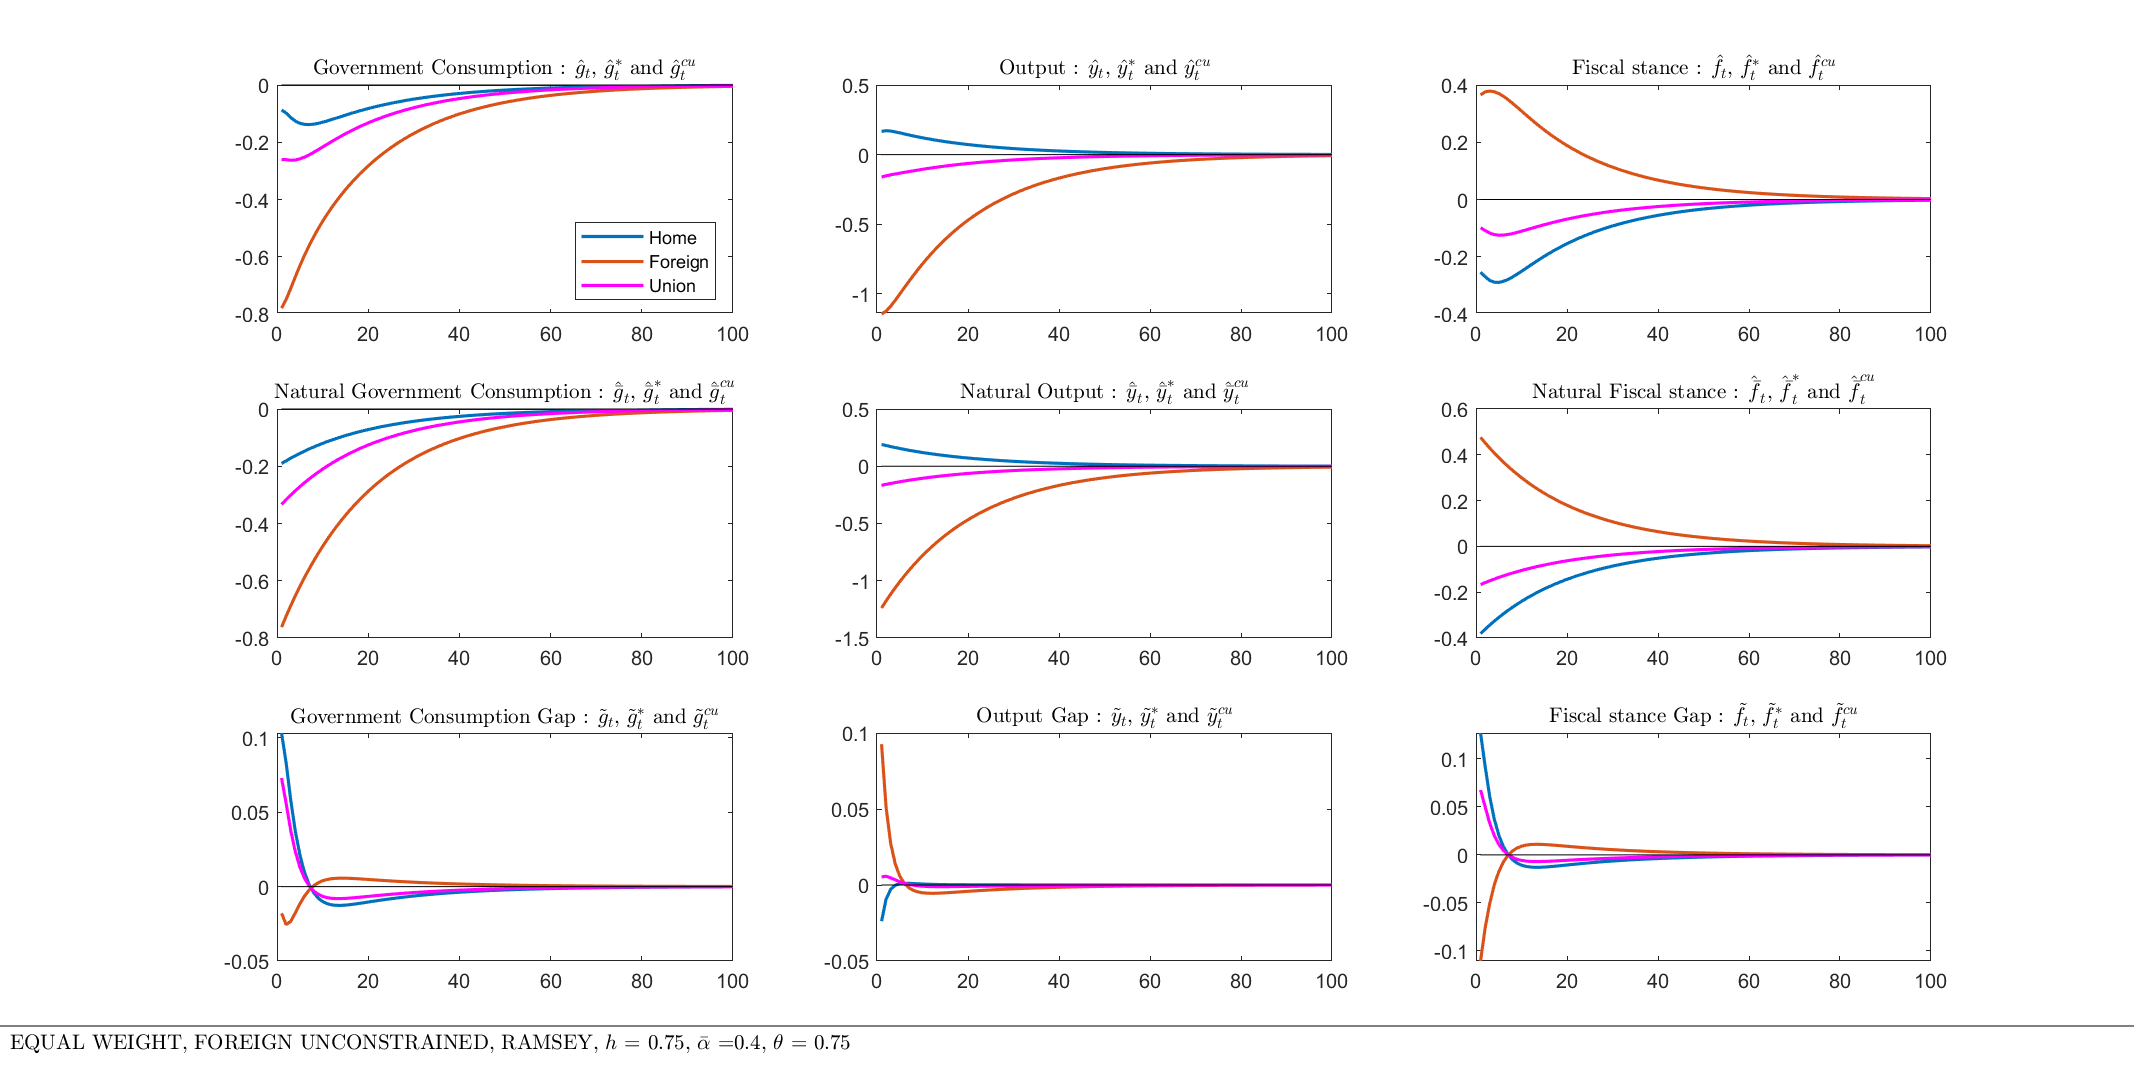 Government Consumption : ĝₜ, ĝₜ* and ĝₜᶜᵘ
0
-0.2
-0.4
-0.6
-0.8
0 20 40 60 80 100
Home
Foreign
Union
Output : ŷₜ, ŷₜ* and ŷₜᶜᵘ
0.5
0
-0.5
-1
0 20 40 60 80 100
Fiscal stance : f̂ₜ, f̂ₜ* and f̂ₜᶜᵘ
0.4
0.2
0
-0.2
-0.4
0 20 40 60 80 100
Natural Government Consumption : ḡ̂ₜ, ḡ̂ₜ* and ḡ̂ₜᶜᵘ
0
-0.2
-0.4
-0.6
-0.8
0 20 40 60 80 100
Natural Output : ȳ̂ₜ, ȳ̂ₜ* and ȳ̂ₜᶜᵘ
0.5
0
-0.5
-1
-1.5
0 20 40 60 80 100
Natural Fiscal stance : f̄̂ₜ, f̄̂ₜ* and f̄̂ₜᶜᵘ
0.6
0.4
0.2
0
-0.2
-0.4
0 20 40 60 80 100
Government Consumption Gap : g̃ₜ, g̃ₜ* and g̃ₜᶜᵘ
0.1
0.05
0
-0.05
0 20 40 60 80 100
Output Gap : ỹₜ, ỹₜ* and ỹₜᶜᵘ
0.1
0.05
0
-0.05
0 20 40 60 80 100
Fiscal stance Gap : f̃ₜ, f̃ₜ* and f̃ₜᶜᵘ
0.1
0.05
0
-0.05
-0.1
0 20 40 60 80 100
EQUAL WEIGHT, FOREIGN UNCONSTRAINED, RAMSEY, h = 0.75, ᾱ =0.4, θ = 0.75